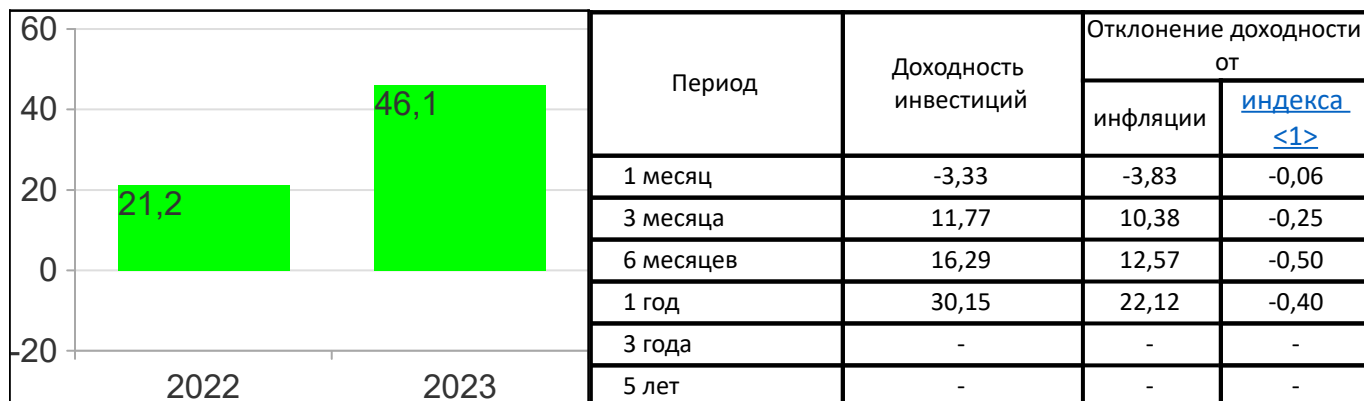 60
40
20
0
-20
21,2
46,1
2022
2023
Период
Доходность
инвестиций
Отклонение доходности
от
инфляции
индекса
<1>
1 месяц -3,33 -3,83 -0,06
3 месяца 11,77 10,38 -0,25
6 месяцев 16,29 12,57 -0,50
1 год 30,15 22,12 -0,40
3 года - - -
5 лет - - -